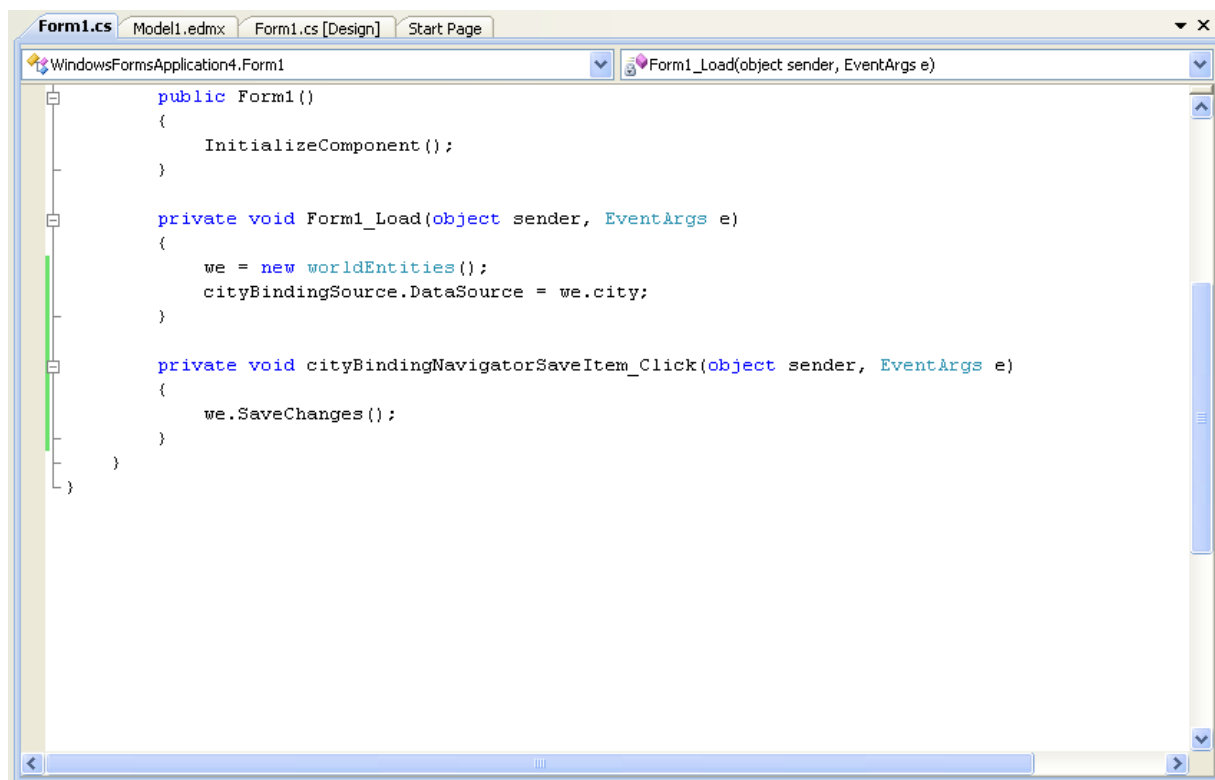 Form1.cs Model1.edmx Form1.cs [Design] Start Page
WindowsFormsApplication4.Form1 Form1_Load(object sender, EventArgs e)
public Form1()
{
InitializeComponent();
}
private void Form1_Load(object sender, EventArgs e)
{
we = new worldEntities();
cityBindingSource.DataSource = we.city;
}
private void cityBindingNavigatorSaveItem_Click(object sender, EventArgs e)
{
we.SaveChanges();
}
}
}